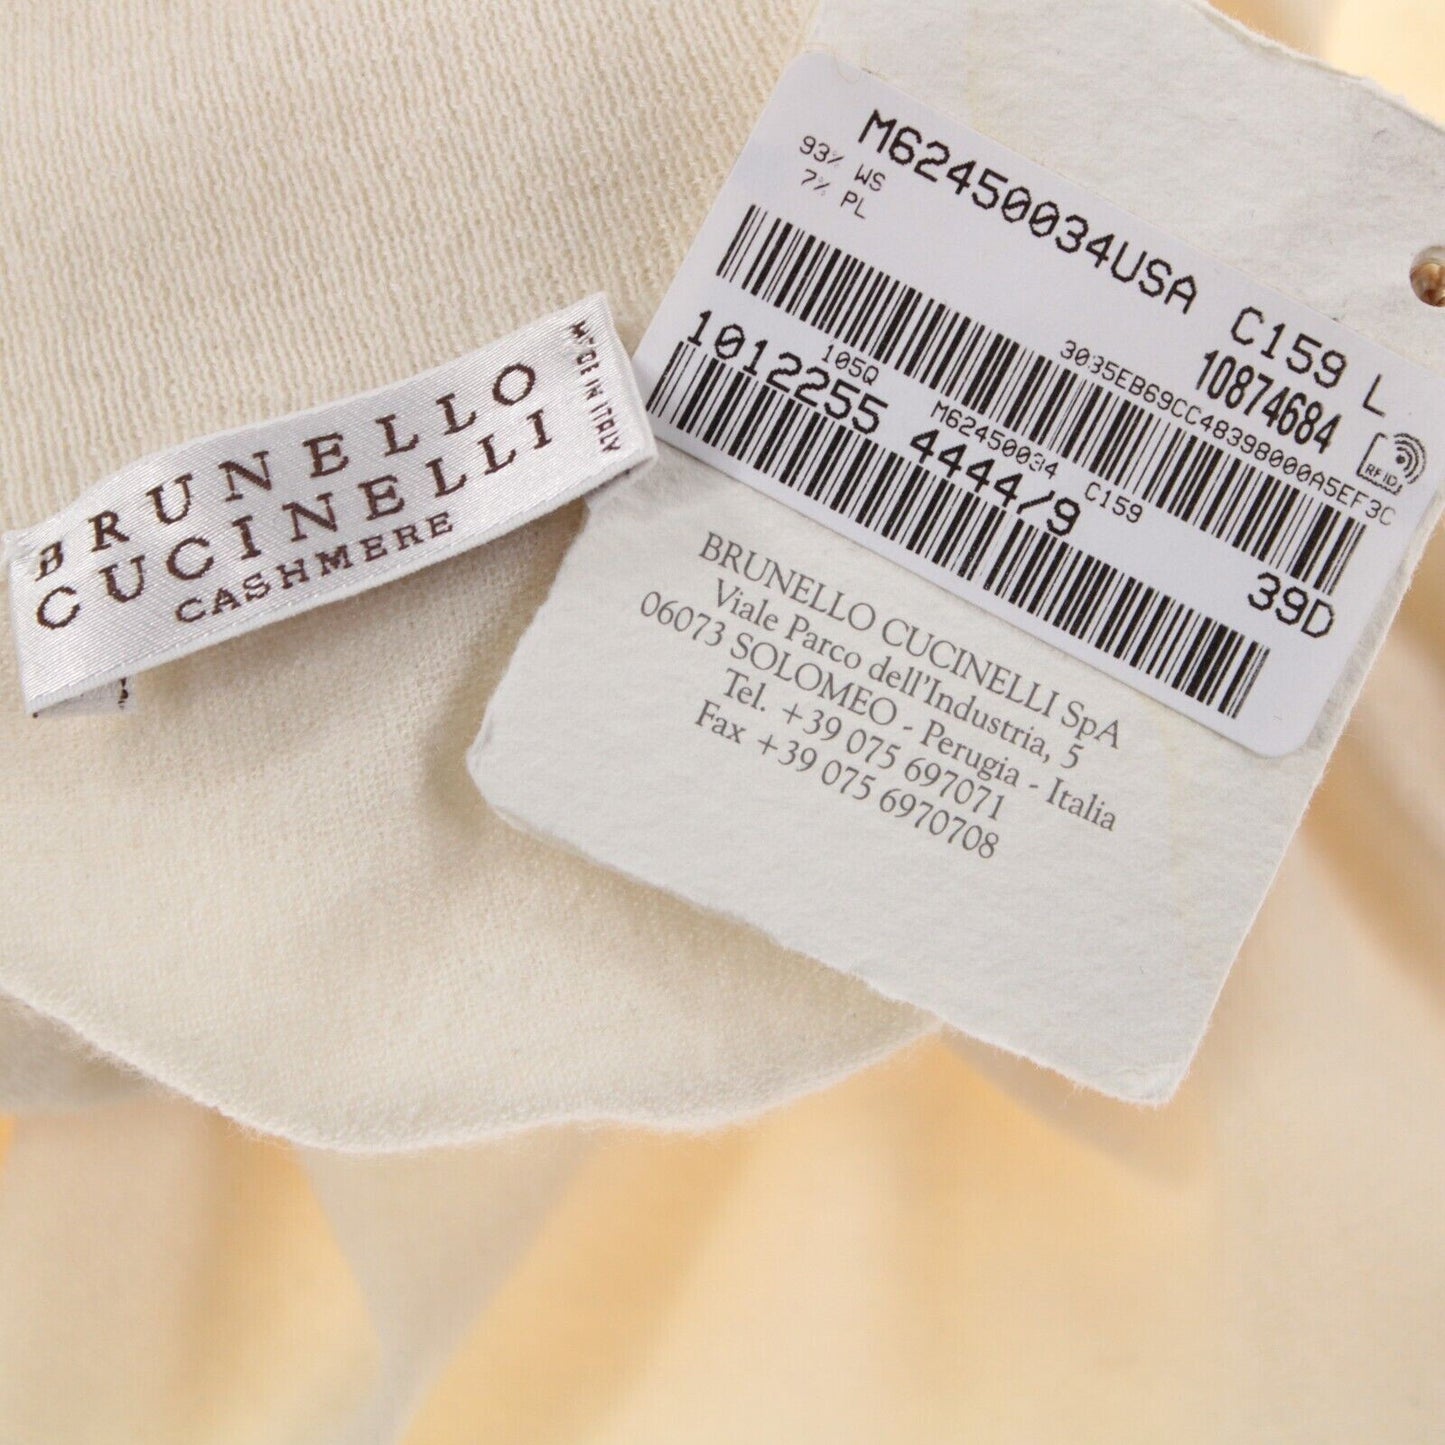 BRUNELLO
CUCINELLI
CASHMERE
MADE IN ITALY
M62450034USA C159 L
93% WS
7% PL
10874684
3035EB69CC48398000A5EF3C
RFID
105Q
1012255 4444/9 39D
M62450034 C159
BRUNELLO CUCINELLI SpA
Viale Parco dell'Industria, 5
06073 SOLOMEO - Perugia - Italia
Tel. +39 075 697071
Fax +39 075 6970708